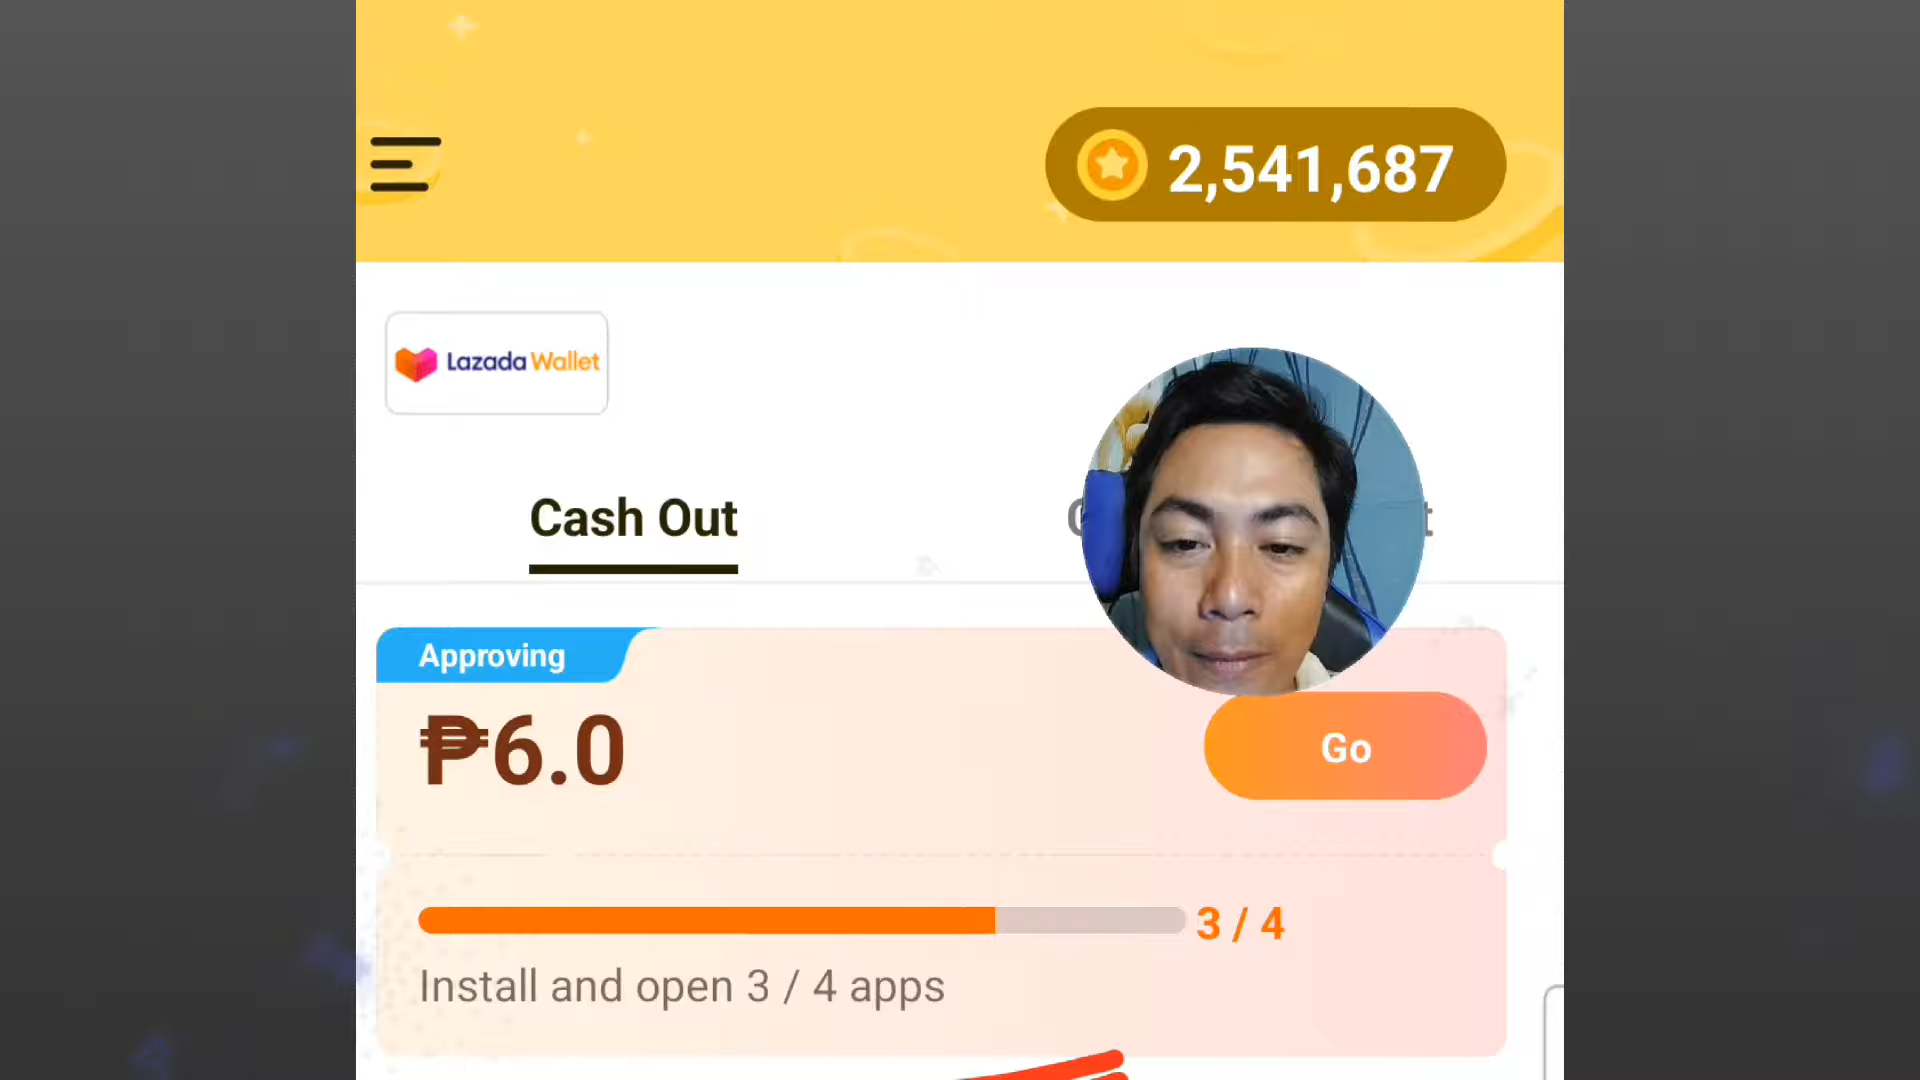 2,541,687
Lazada Wallet
Cash Out
Approving
₱6.0
Go
3 / 4
Install and open 3 / 4 apps